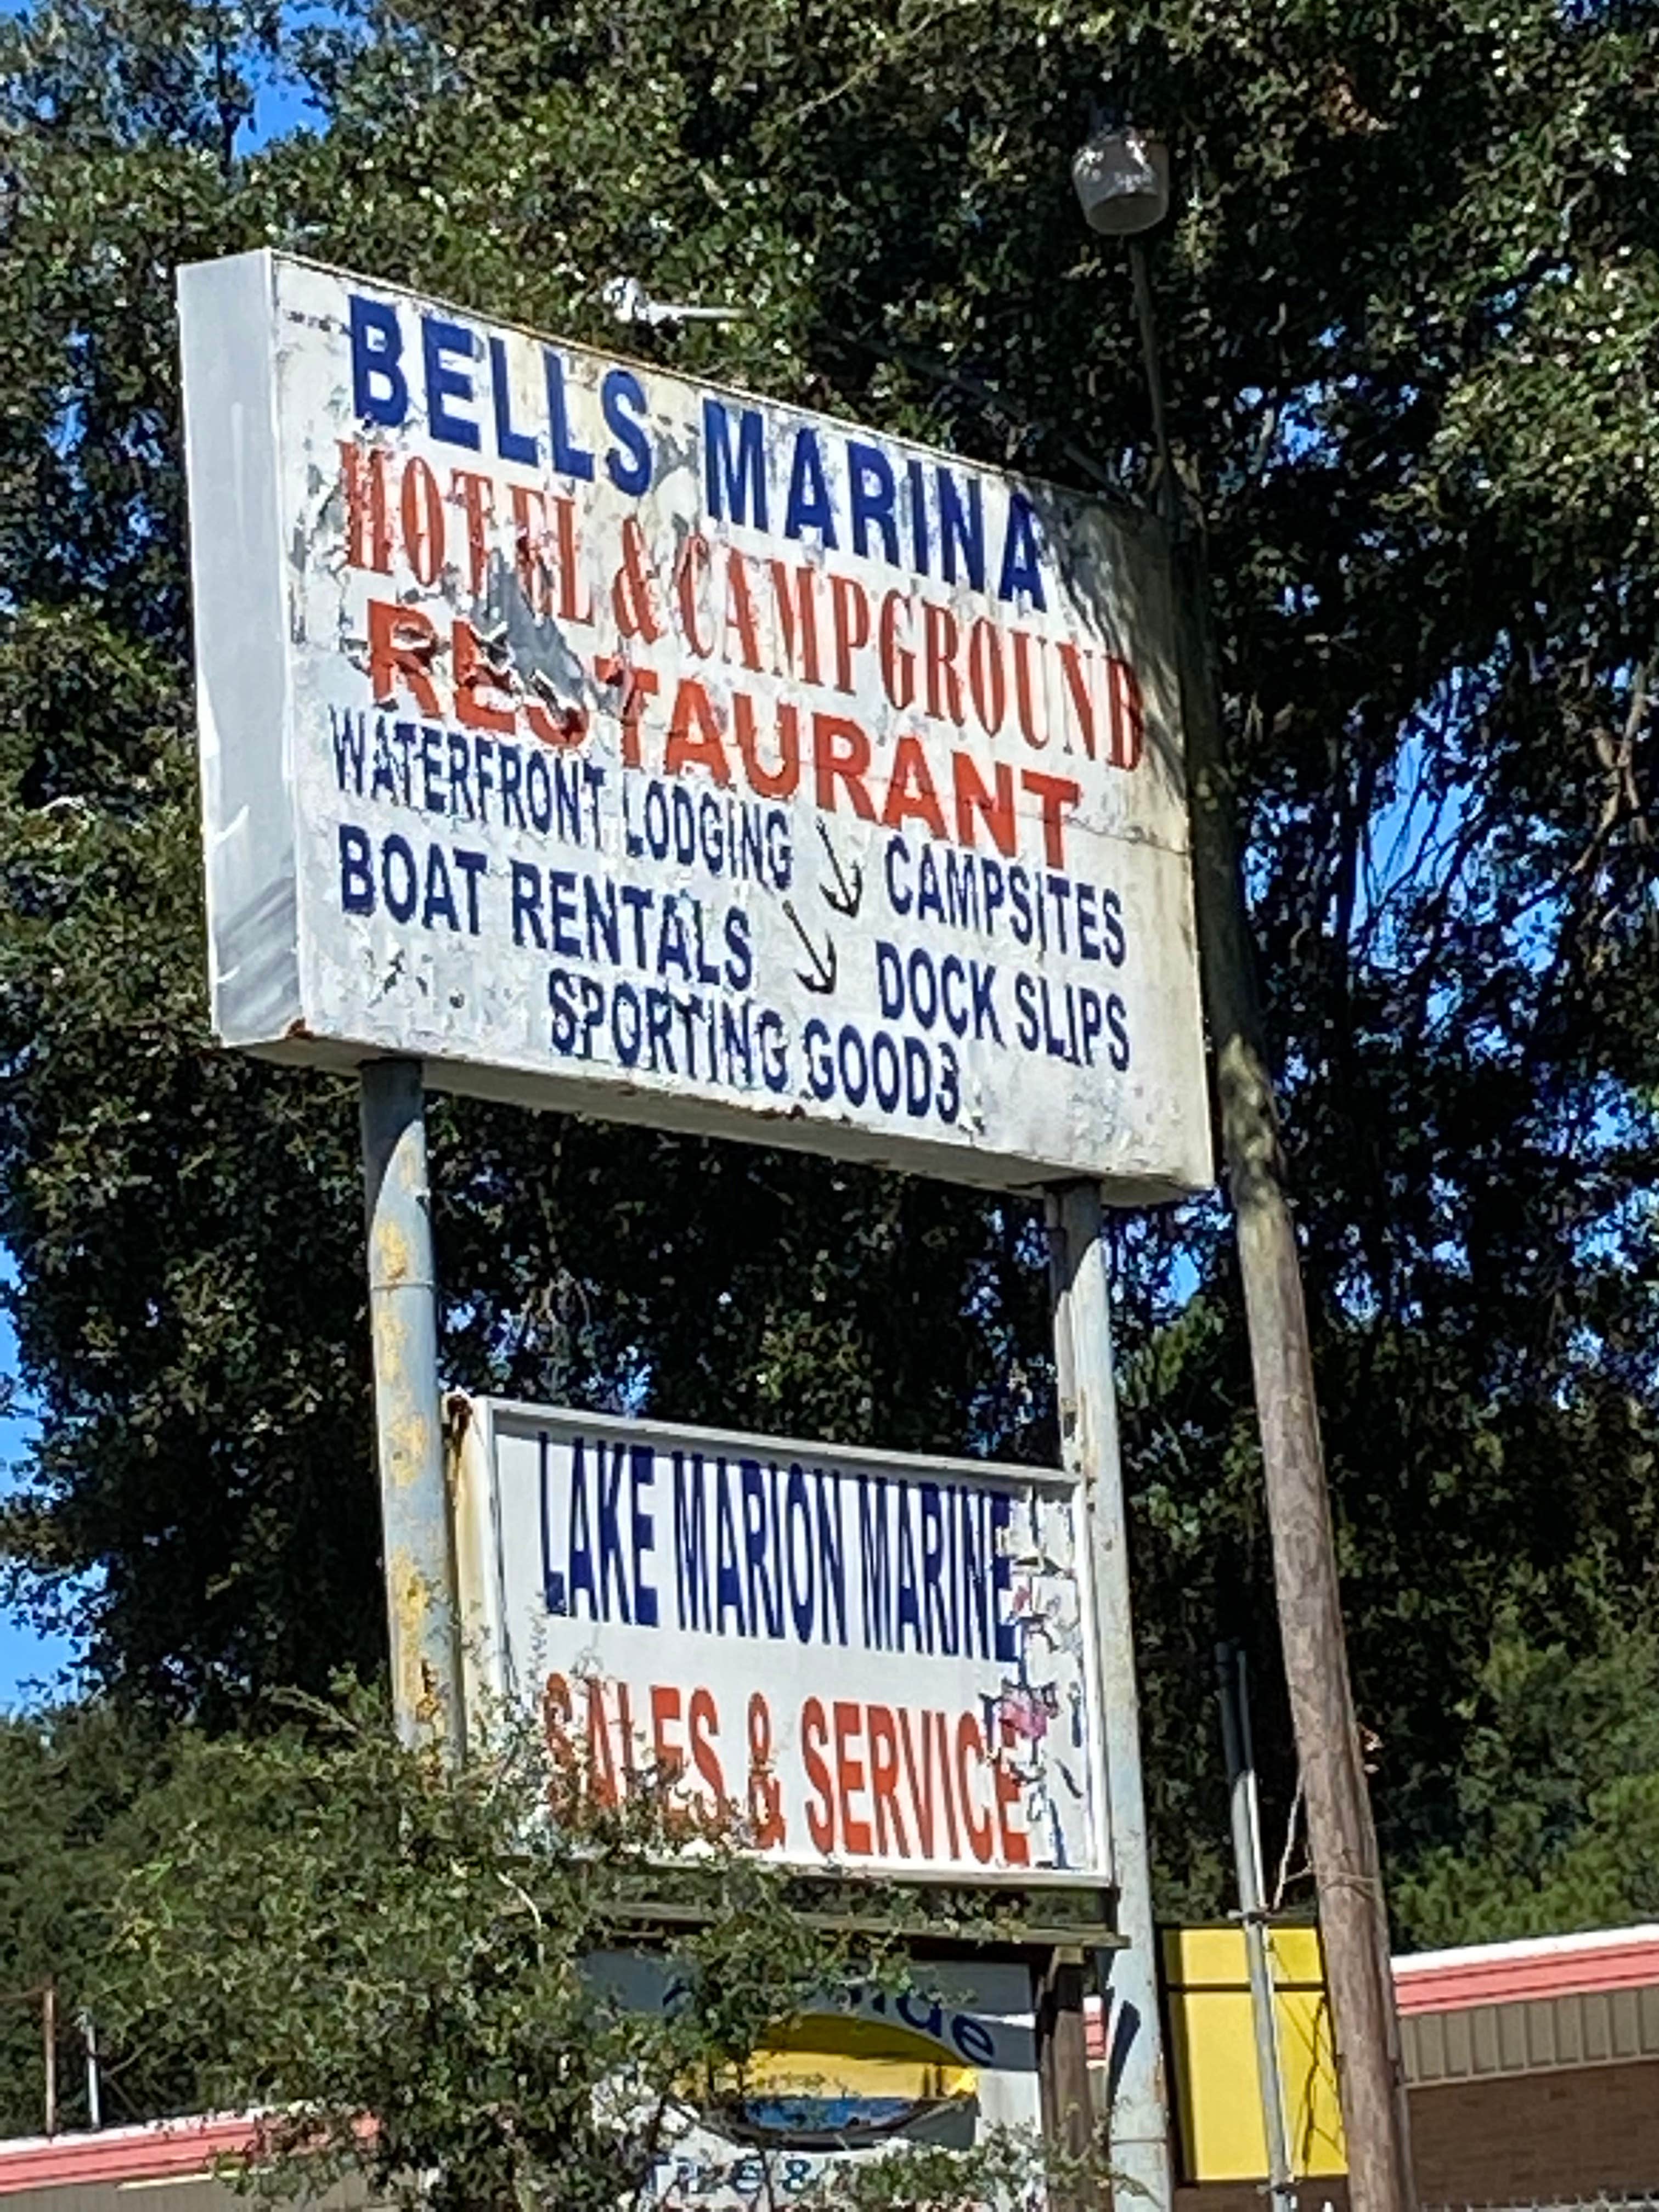 BELLS MARINA
MOTEL & CAMPGROUND
RESTAURANT
WATERFRONT LODGING CAMPSITES
BOAT RENTALS DOCK SLIPS
SPORTING GOODS
LAKE MARION MARINE
SALES & SERVICE